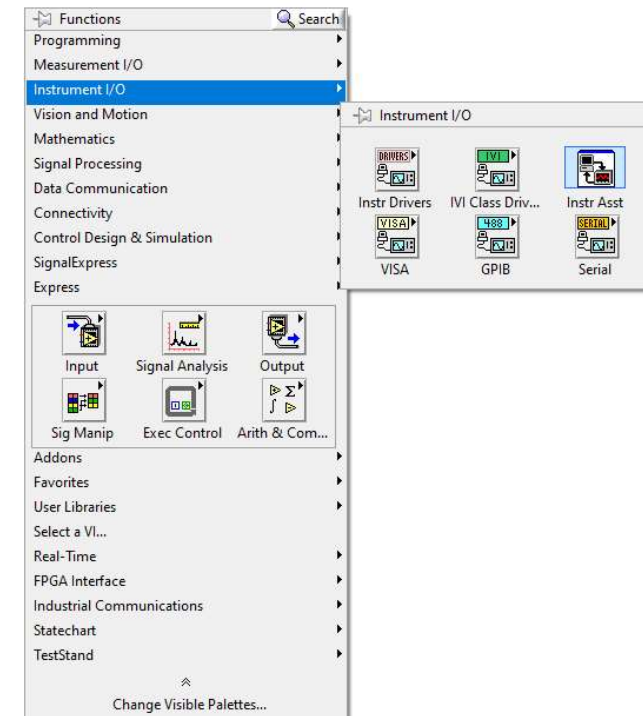 Functions Search
Programming
Measurement I/O
Instrument I/O
Vision and Motion
Mathematics
Signal Processing
Data Communication
Connectivity
Control Design & Simulation
SignalExpress
Express
Input Signal Analysis Output
Sig Manip Exec Control Arith & Com...
Addons
Favorites
User Libraries
Select a VI...
Real-Time
FPGA Interface
Industrial Communications
Statechart
TestStand
Change Visible Palettes...
Instrument I/O
DRIVERS IVI
Instr Drivers IVI Class Driv... Instr Asst
VISA 488 SERIAL
VISA GPIB Serial